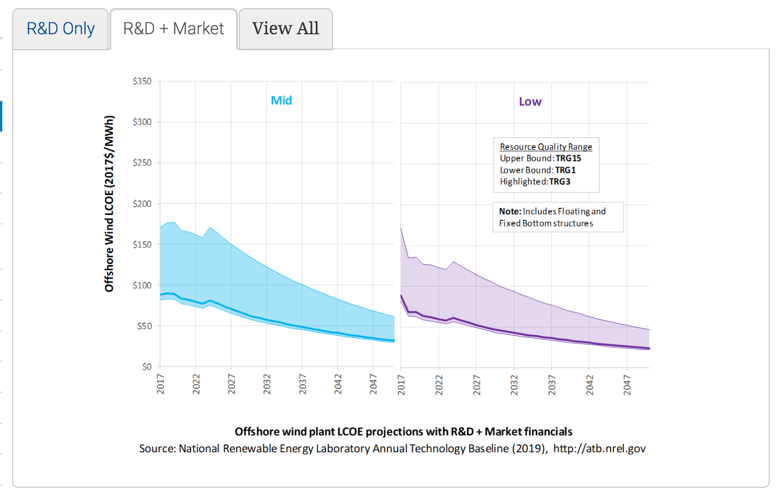 R&D Only
R&D + Market
View All
Offshore Wind LCOE (2017$/MWh)
$350
$300
$250
$200
$150
$100
$50
$0
Mid
2017
2022
2027
2032
2037
2042
2047
Low
Resource Quality Range
Upper Bound: TRG15
Lower Bound: TRG1
Highlighted: TRG3
Note: Includes Floating and
Fixed Bottom structures
2017
2022
2027
2032
2037
2042
2047
Offshore wind plant LCOE projections with R&D + Market financials
Source: National Renewable Energy Laboratory Annual Technology Baseline (2019), http://atb.nrel.gov